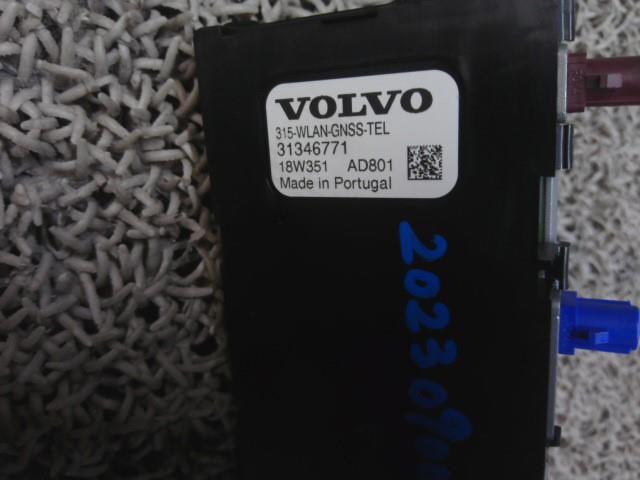 VOLVO
315-WLAN-GNSS-TEL
31346771
18W351 AD801
Made in Portugal